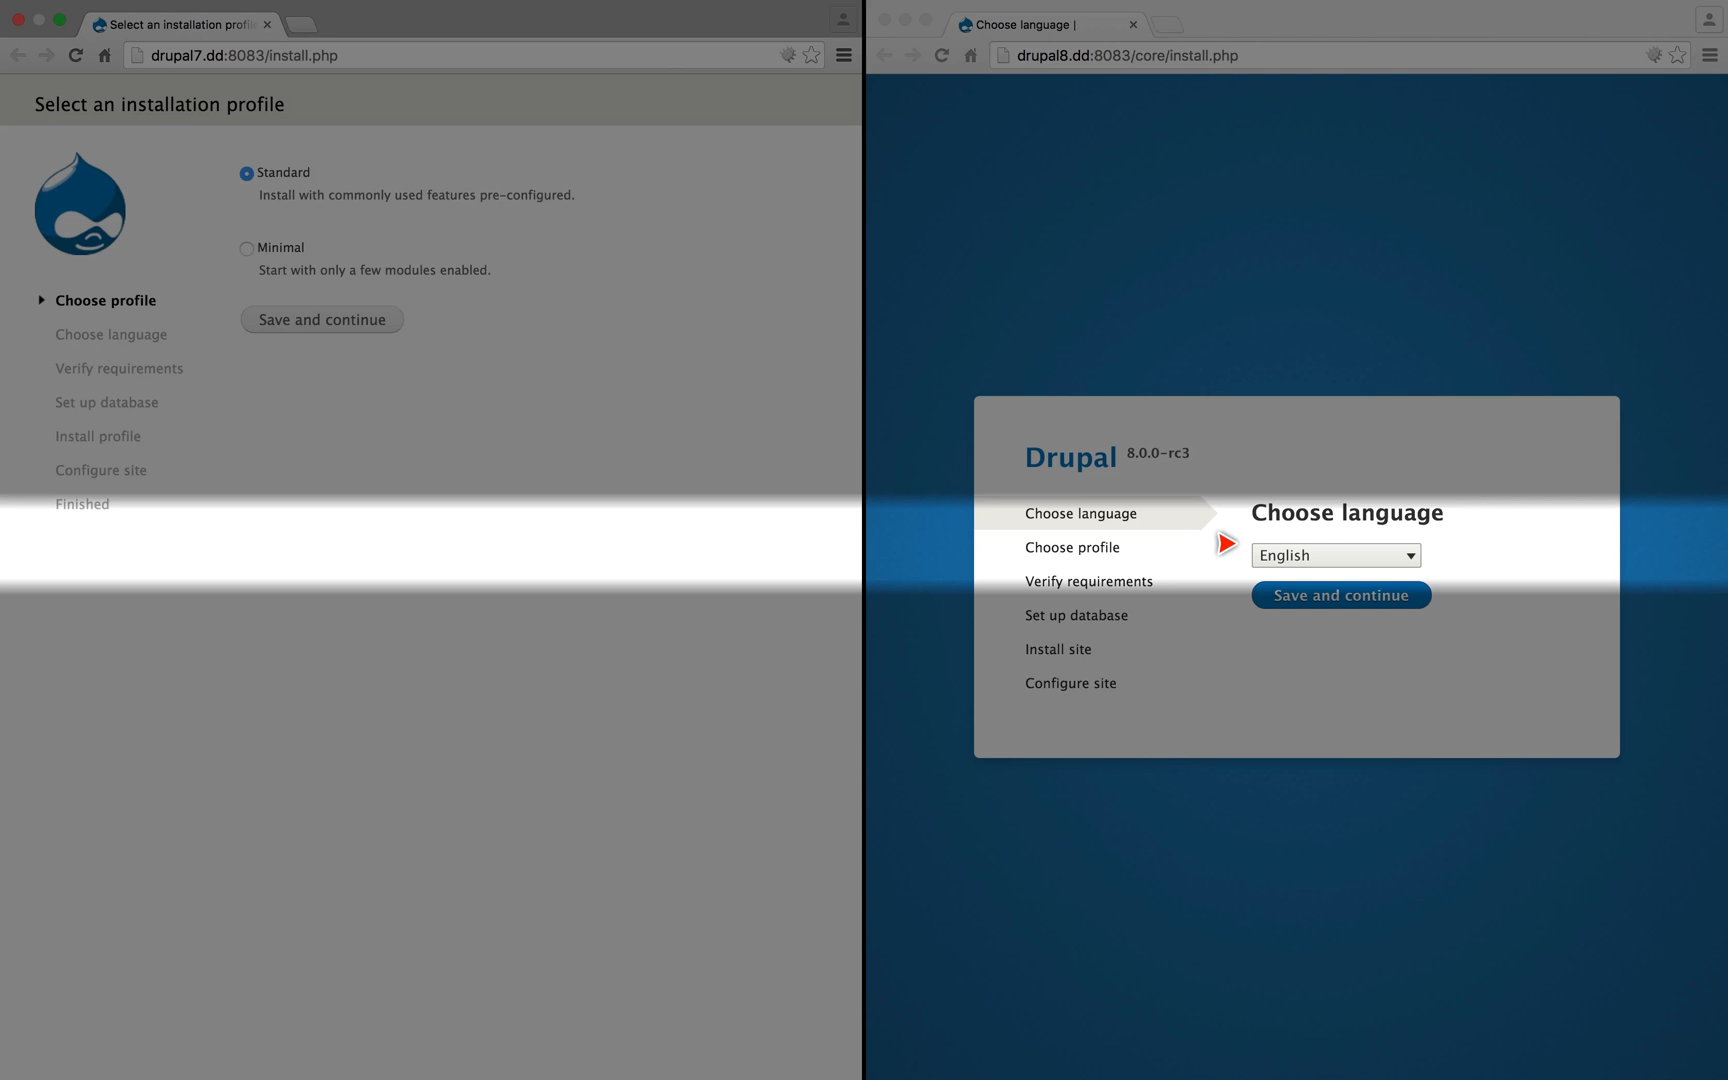 Select an installation profile
drupal7.dd:8083/install.php
Select an installation profile
Standard
Install with commonly used features pre-configured.
Minimal
Start with only a few modules enabled.
Save and continue
Choose profile
Choose language
Verify requirements
Set up database
Install profile
Configure site
Finished
Choose language |
drupal8.dd:8083/core/install.php
Drupal 8.0.0-rc3
Choose language
Choose profile
Verify requirements
Set up database
Install site
Configure site
Choose language
English
Save and continue